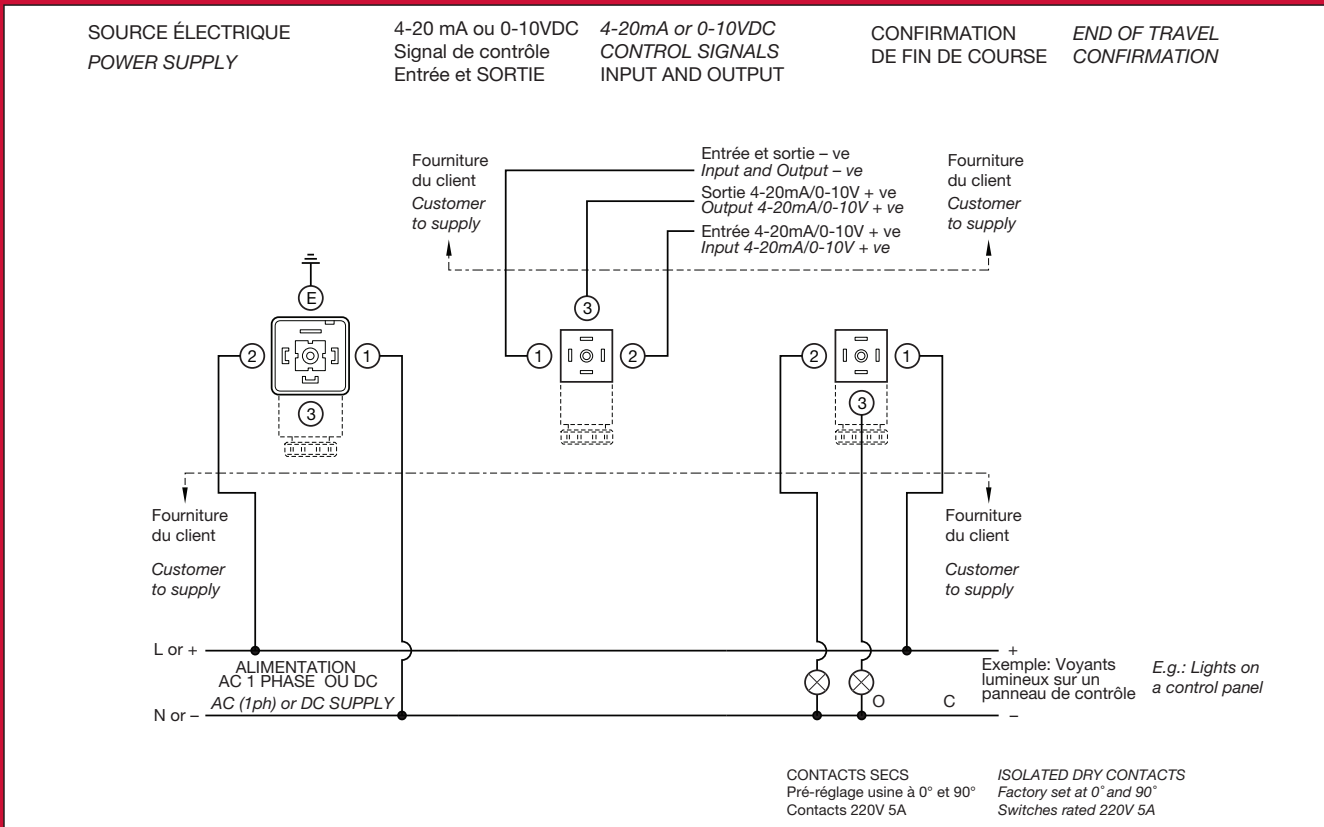 SOURCE ÉLECTRIQUE
POWER SUPPLY
4-20 mA ou 0-10VDC
Signal de contrôle
Entrée et SORTIE
4-20mA or 0-10VDC
CONTROL SIGNALS
INPUT AND OUTPUT
CONFIRMATION
DE FIN DE COURSE
END OF TRAVEL
CONFIRMATION
Fourniture
du client
Customer
to supply
Entrée et sortie – ve
Input and Output – ve
Sortie 4-20mA/0-10V + ve
Output 4-20mA/0-10V + ve
Entrée 4-20mA/0-10V + ve
Input 4-20mA/0-10V + ve
Fourniture
du client
Customer
to supply
E
2
1
3
3
1
2
2
1
3
Fourniture
du client
Customer
to supply
Fourniture
du client
Customer
to supply
L or +
ALIMENTATION
AC 1 PHASE OU DC
AC (1ph) or DC SUPPLY
N or –
+
Exemple: Voyants
lumineux sur un
panneau de contrôle
–
E.g.: Lights on
a control panel
O
C
CONTACTS SECS
Pré-réglage usine à 0° et 90°
Contacts 220V 5A
ISOLATED DRY CONTACTS
Factory set at 0° and 90°
Switches rated 220V 5A